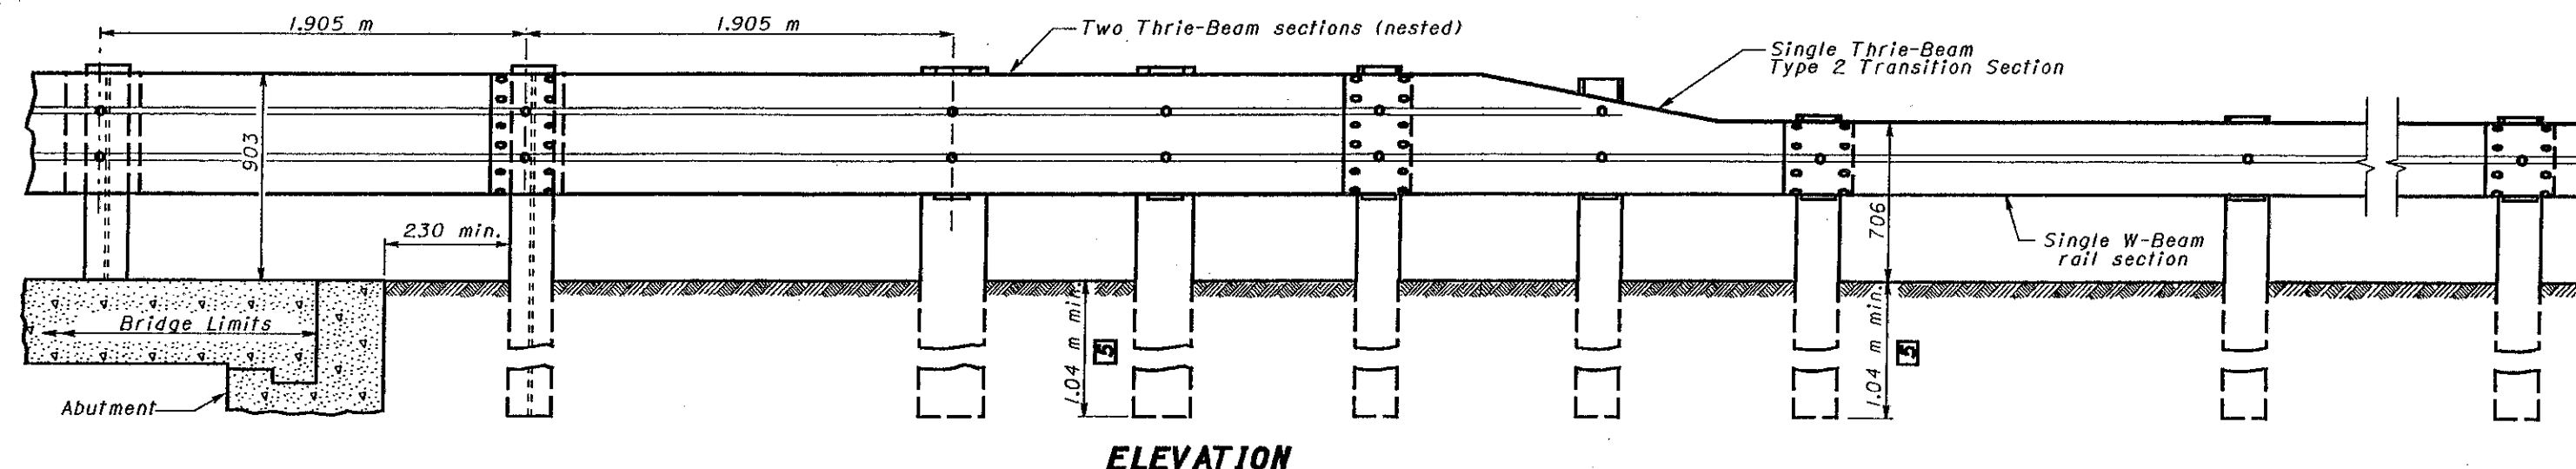 1.905 m
1.905 m
Two Thrie-Beam sections (nested)
Single Thrie-Beam
Type 2 Transition Section
903
230 min.
706
Single W-Beam
rail section
Bridge Limits
1.04 m min.
5
1.04 m min.
5
Abutment
ELEVATION